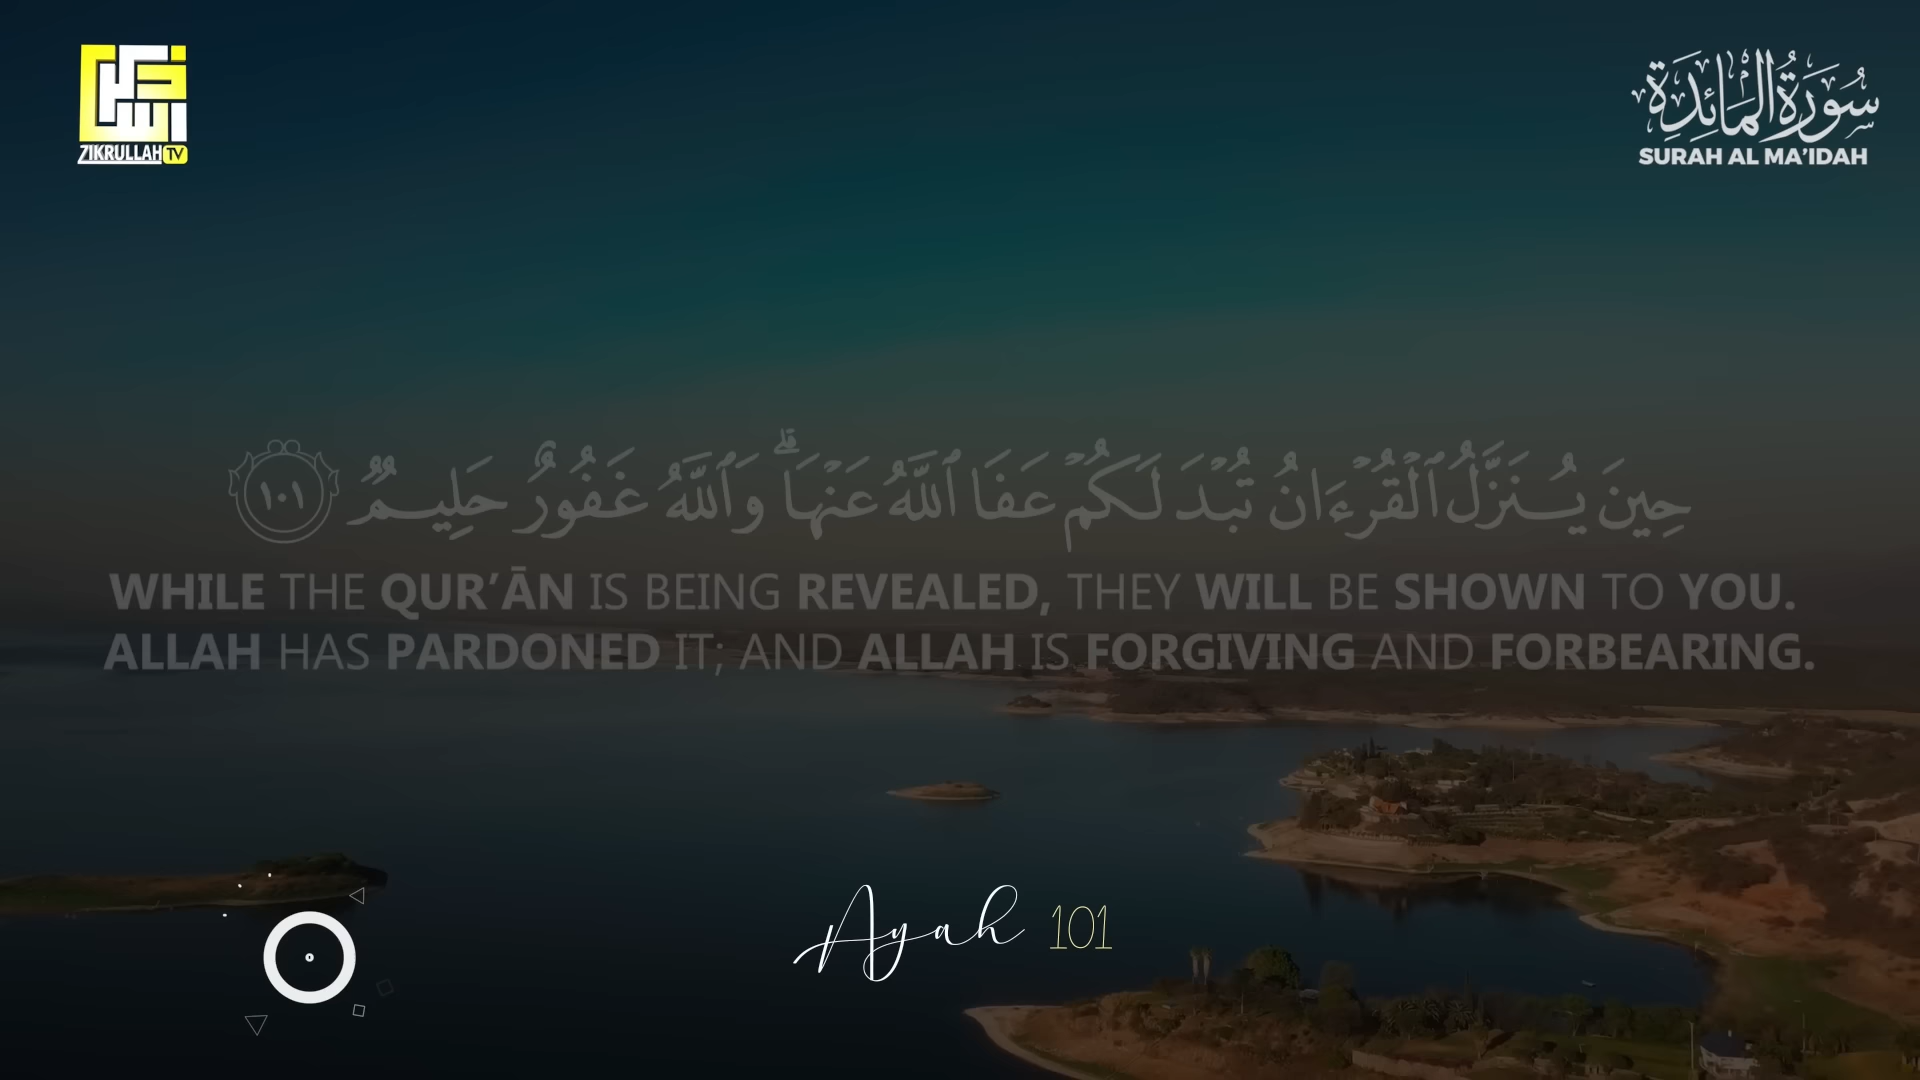 ZIKRULLAH TV
سُورَةُ الْمَائِدَةِ
SURAH AL MA’IDAH
حِينَ يُنَزَّلُ ٱلْقُرْءَانُ تُبْدَ لَكُمْ عَفَا ٱللَّهُ عَنْهَا ۗ وَٱللَّهُ غَفُورٌ حَلِيمٌ ١٠١
WHILE THE QUR’ĀN IS BEING REVEALED, THEY WILL BE SHOWN TO YOU.
ALLAH HAS PARDONED IT; AND ALLAH IS FORGIVING AND FORBEARING.
Ayah 101